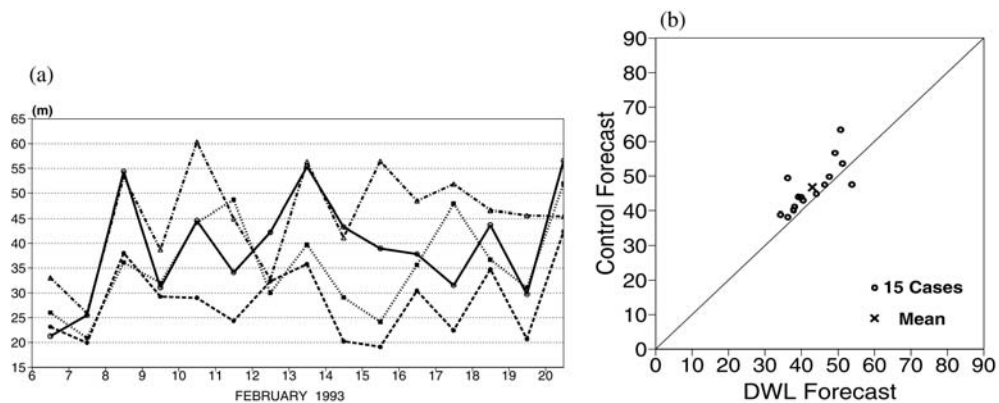 (a)
(m)
65
60
55
50
45
40
35
30
25
20
15
6 7 8 9 10 11 12 13 14 15 16 17 18 19 20
FEBRUARY 1993
(b)
90
80
70
60
50
40
30
20
10
0
Control Forecast
15 Cases
Mean
0 10 20 30 40 50 60 70 80 90
DWL Forecast